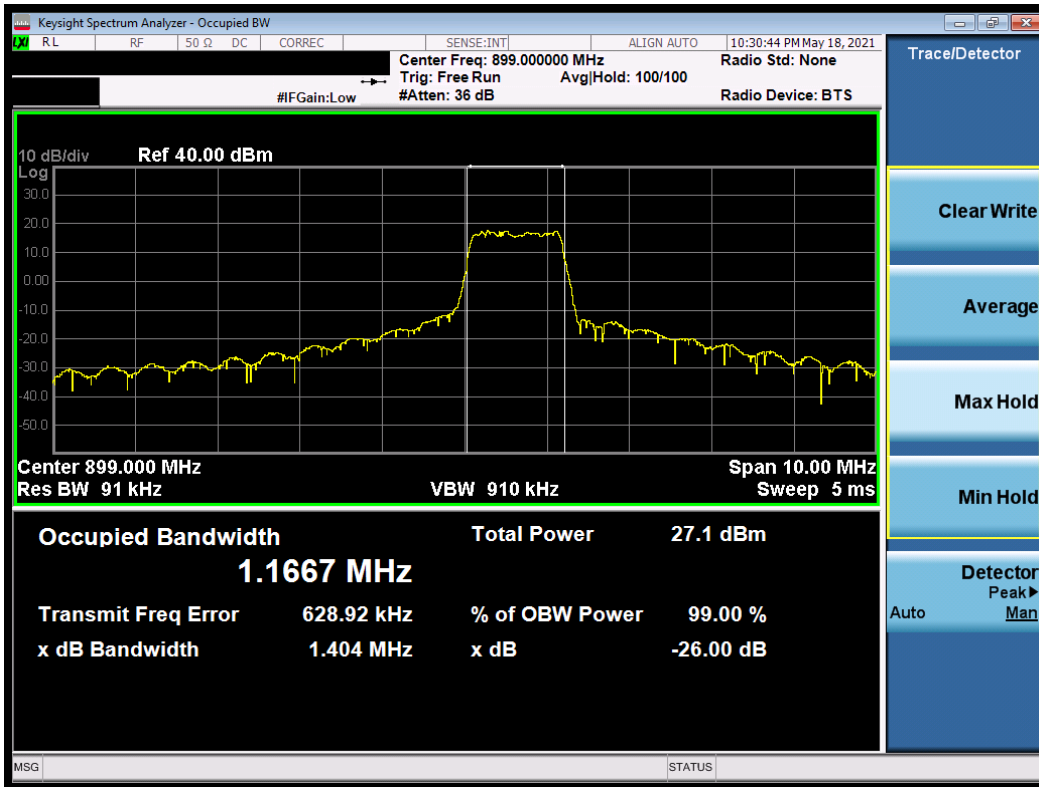 Keysight Spectrum Analyzer - Occupied BW
LXI RL RF 50 Ω DC CORREC SENSE:INT ALIGN AUTO 10:30:44 PM May 18, 2021
Center Freq: 899.000000 MHz Radio Std: None
Trig: Free Run Avg|Hold: 100/100
#IFGain:Low #Atten: 36 dB Radio Device: BTS
10 dB/div Ref 40.00 dBm
Log
30.0
20.0
10.0
0.00
-10.0
-20.0
-30.0
-40.0
-50.0
Center 899.000 MHz Span 10.00 MHz
Res BW 91 kHz VBW 910 kHz Sweep 5 ms
Occupied Bandwidth Total Power 27.1 dBm
1.1667 MHz
Transmit Freq Error 628.92 kHz % of OBW Power 99.00 %
x dB Bandwidth 1.404 MHz x dB -26.00 dB
MSG STATUS
Trace/Detector
Clear Write
Average
Max Hold
Min Hold
Detector
Peak▶
Auto Man